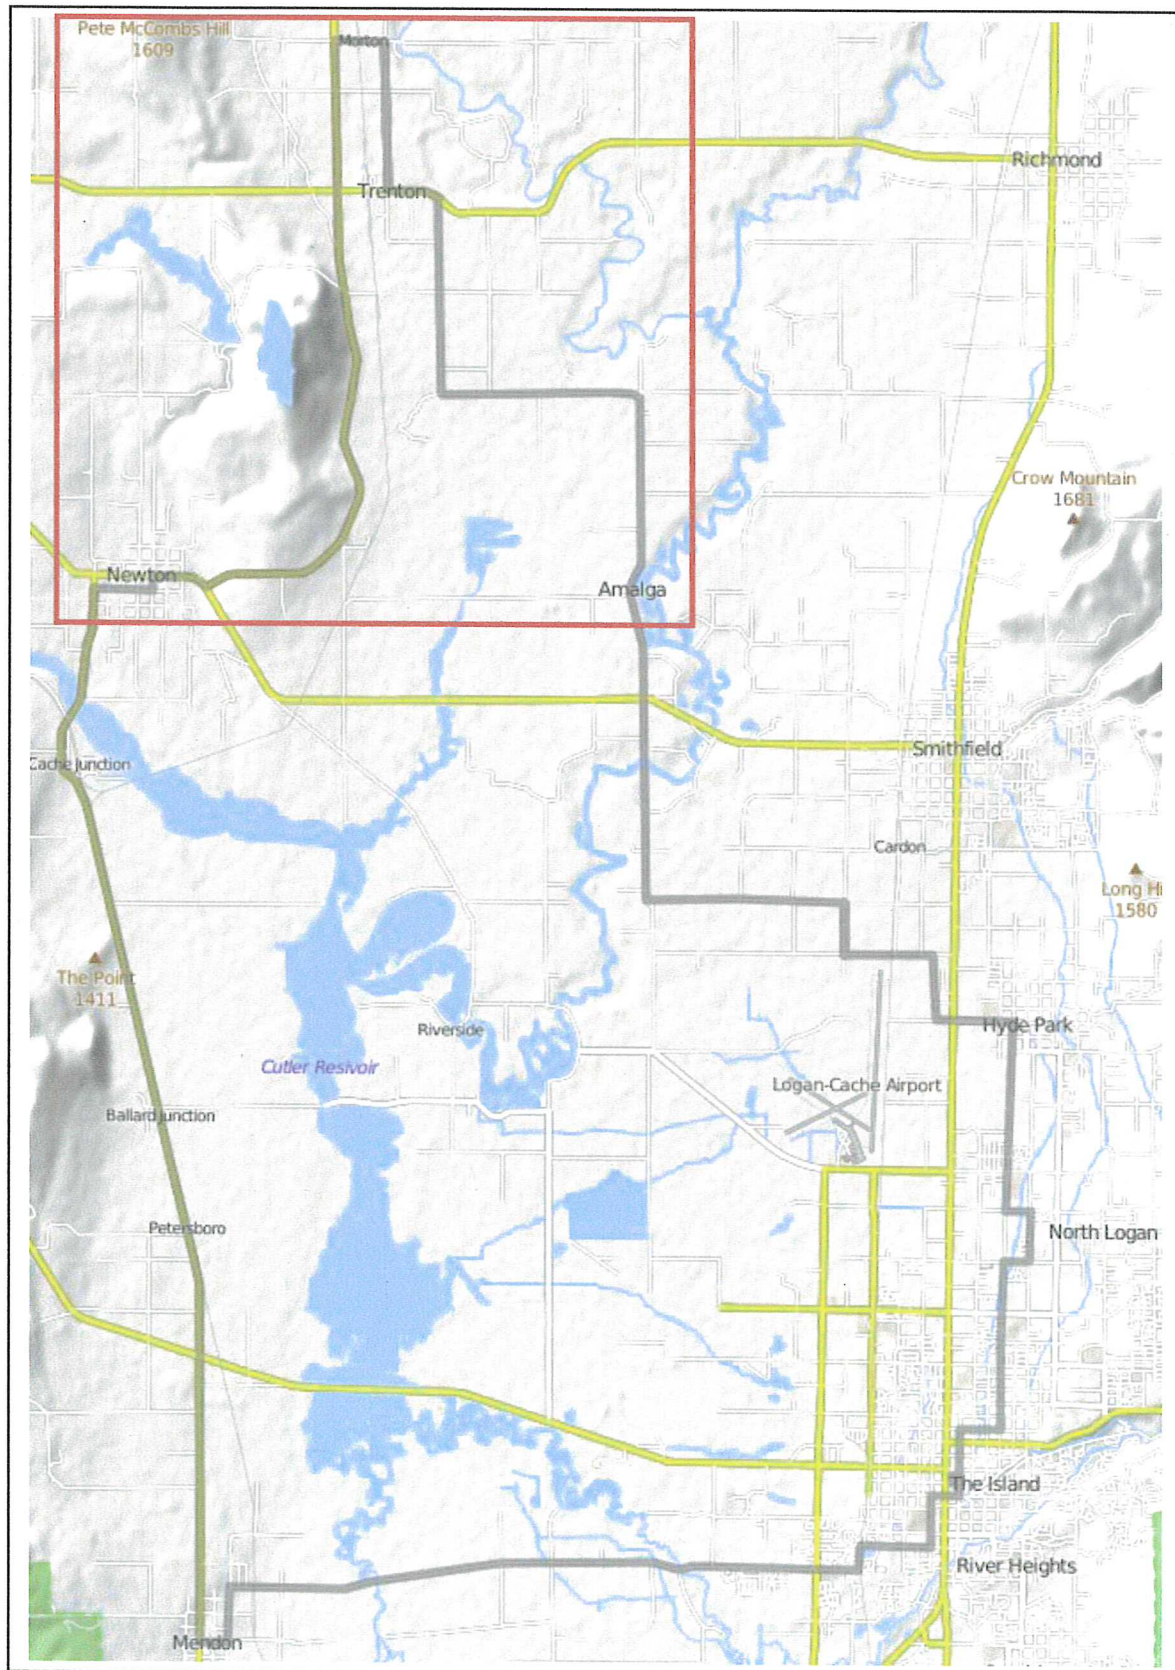 Pete McCombs Hill
1609
Morton
Richmond
Trenton
Crow Mountain
1681
Newton
Amalga
Smithfield
Cache Junction
Cardon
Long Hi
1580
The Point
1411
Hyde Park
Riverside
Cutler Resivoir
Logan-Cache Airport
Ballard Junction
Petersboro
North Logan
The Island
River Heights
Mendon